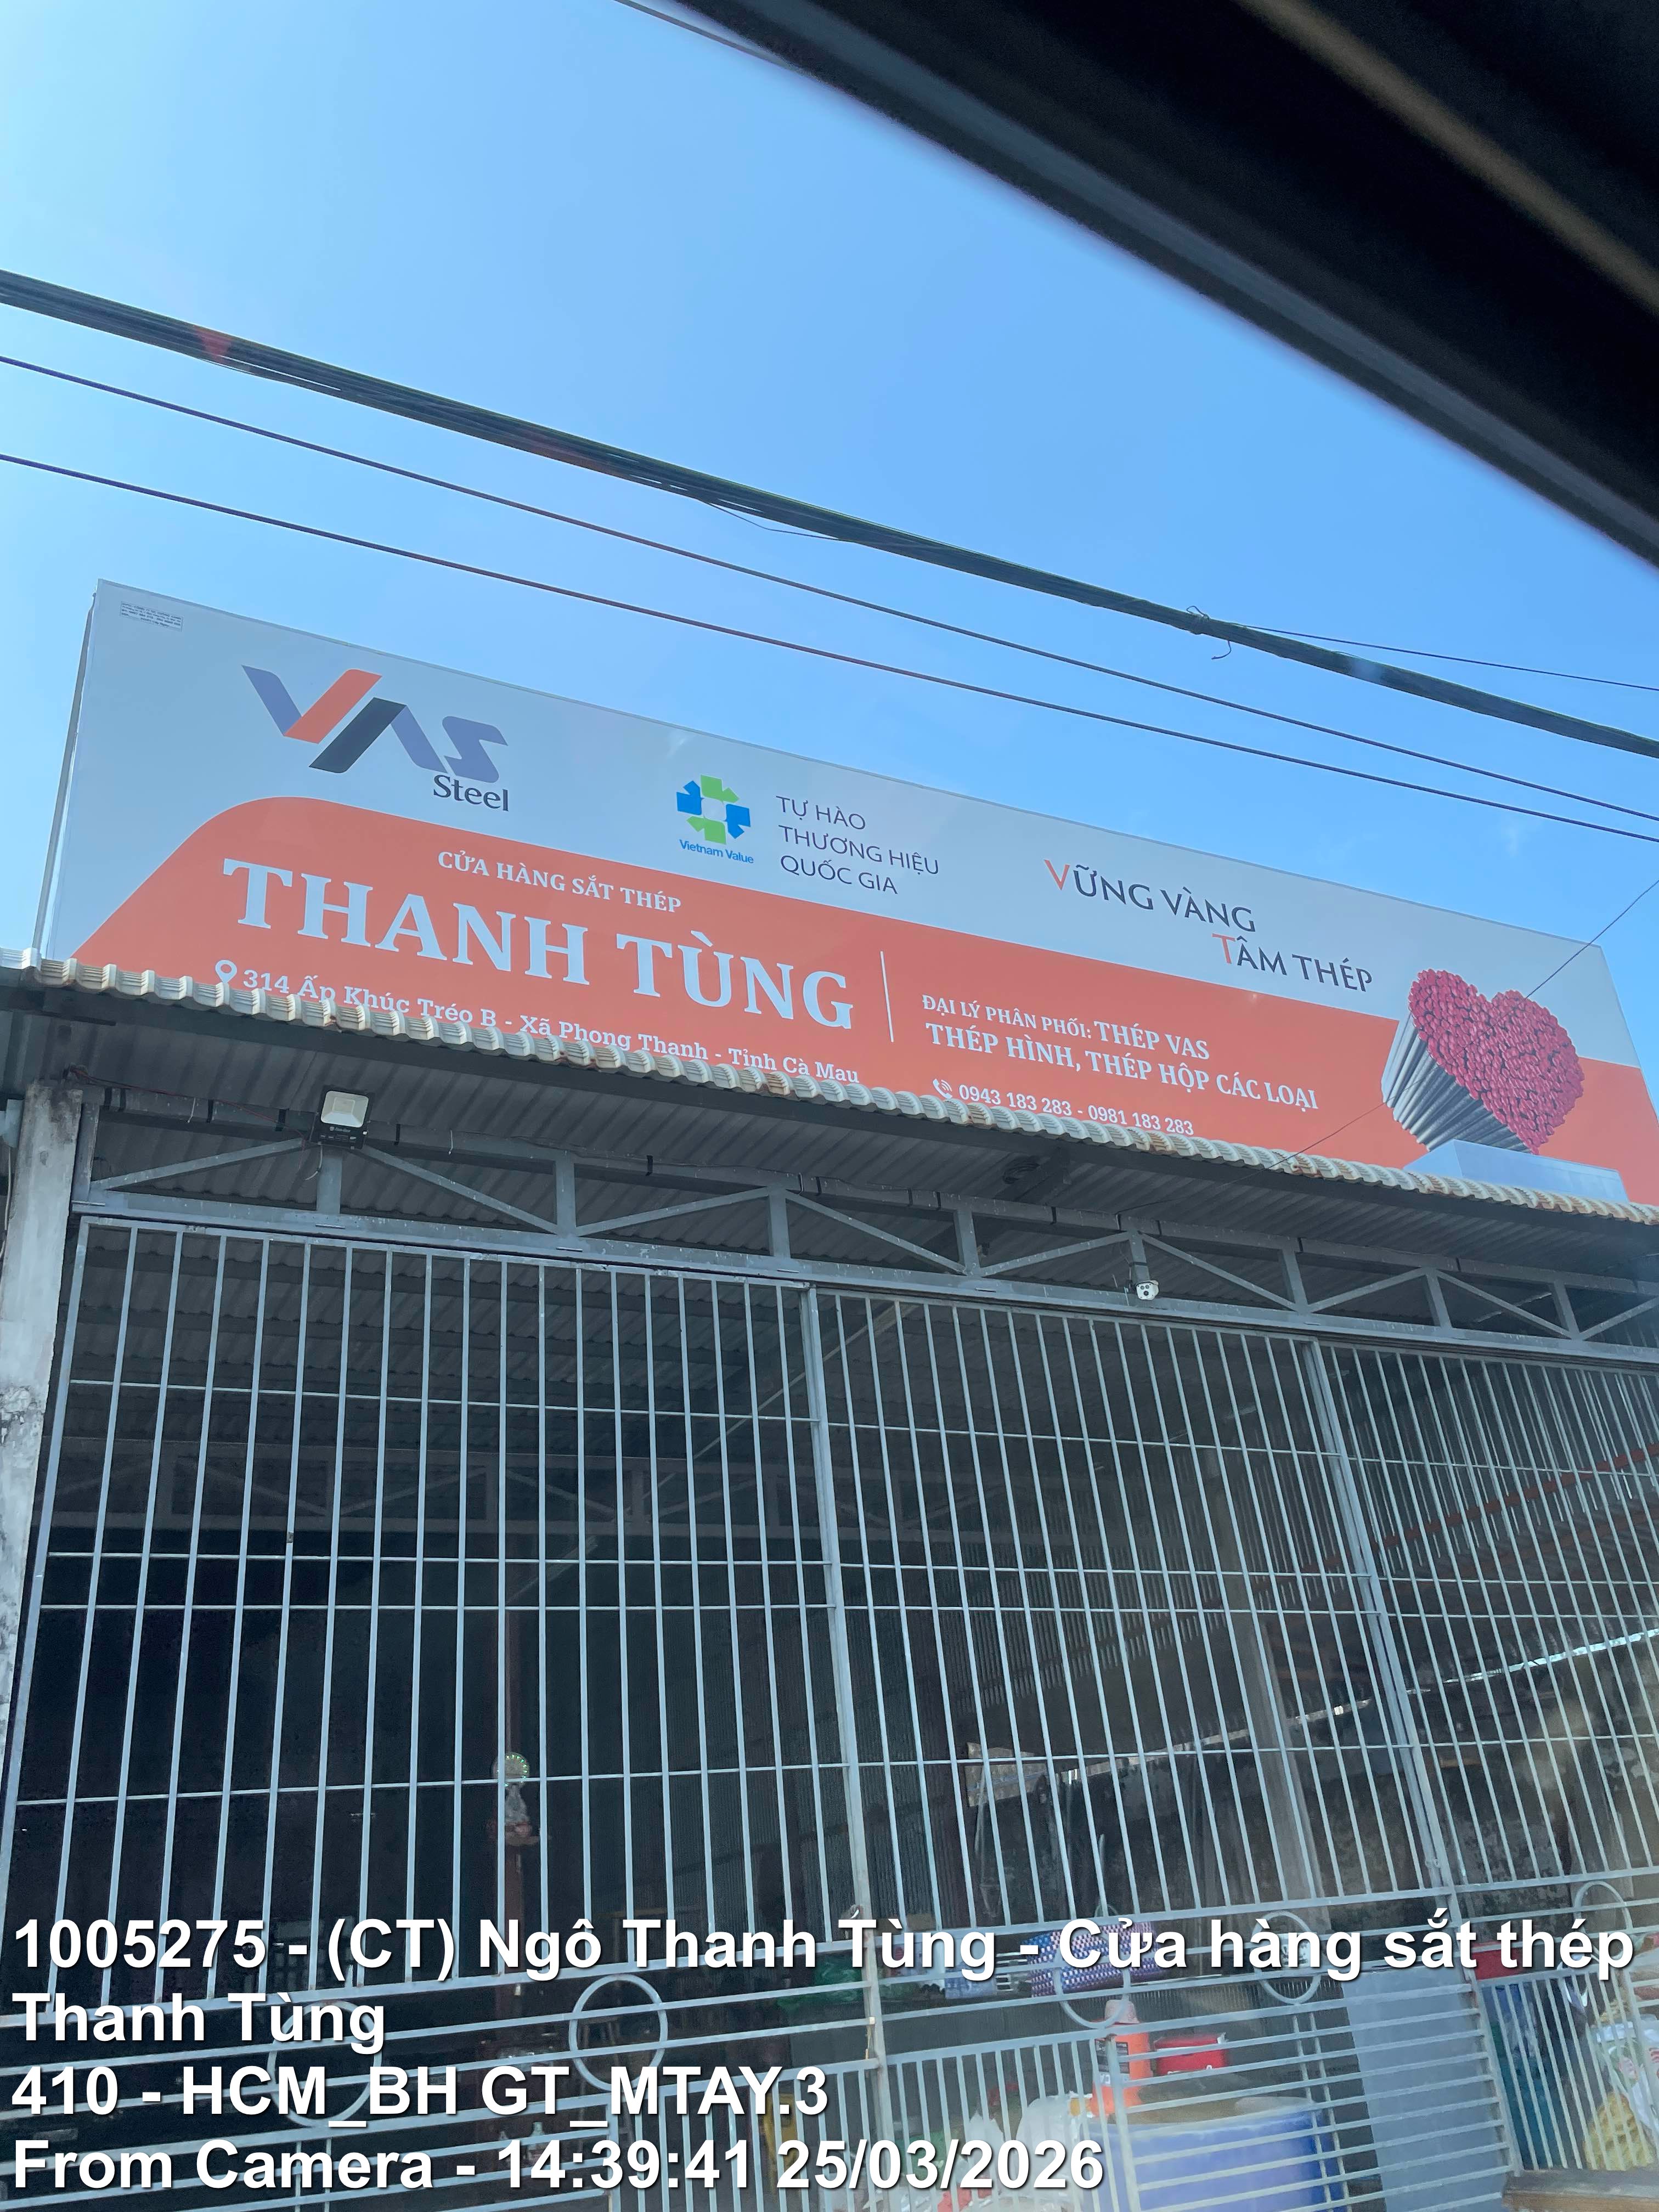 VAS
Steel
Vietnam Value
TỰ HÀO
THƯƠNG HIỆU
QUỐC GIA
VỮNG VÀNG
TÂM THÉP
CỬA HÀNG SẮT THÉP
THANH TÙNG
314 Ấp Khúc Tréo B - Xã Phong Thạnh - Tỉnh Cà Mau
ĐẠI LÝ PHÂN PHỐI: THÉP VAS
THÉP HÌNH, THÉP HỘP CÁC LOẠI
0943 183 283 - 0981 183 283
1005275 - (CT) Ngô Thanh Tùng - Cửa hàng sắt thép
Thanh Tùng
410 - HCM_BH GT_MTAY.3
From Camera - 14:39:41 25/03/2026